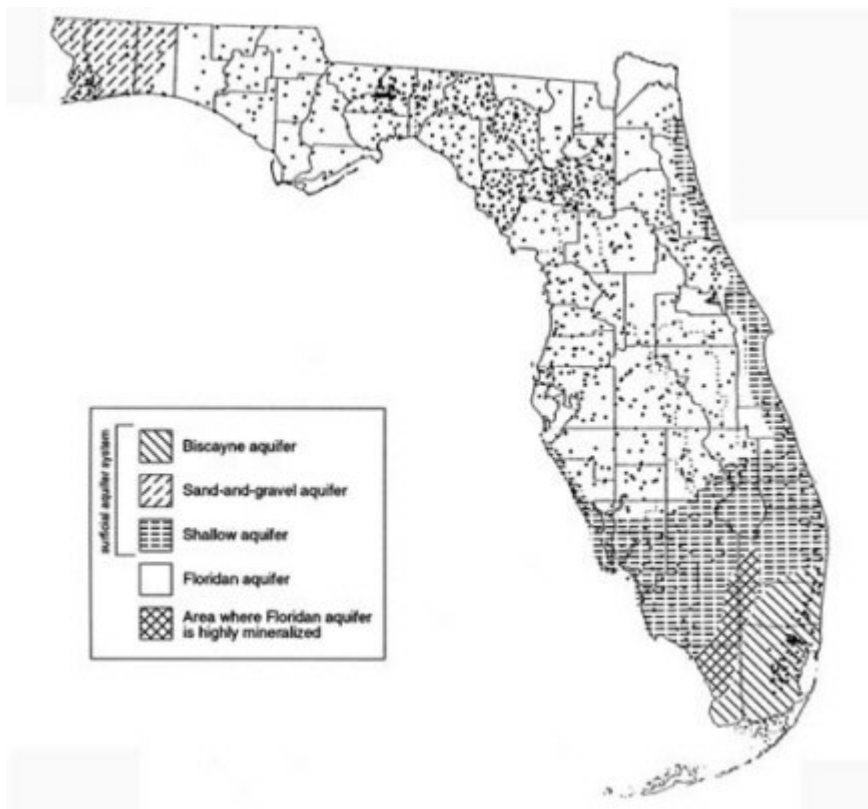 surficial aquifer system
Biscayne aquifer
Sand-and-gravel aquifer
Shallow aquifer
Floridan aquifer
Area where Floridan aquifer
is highly mineralized